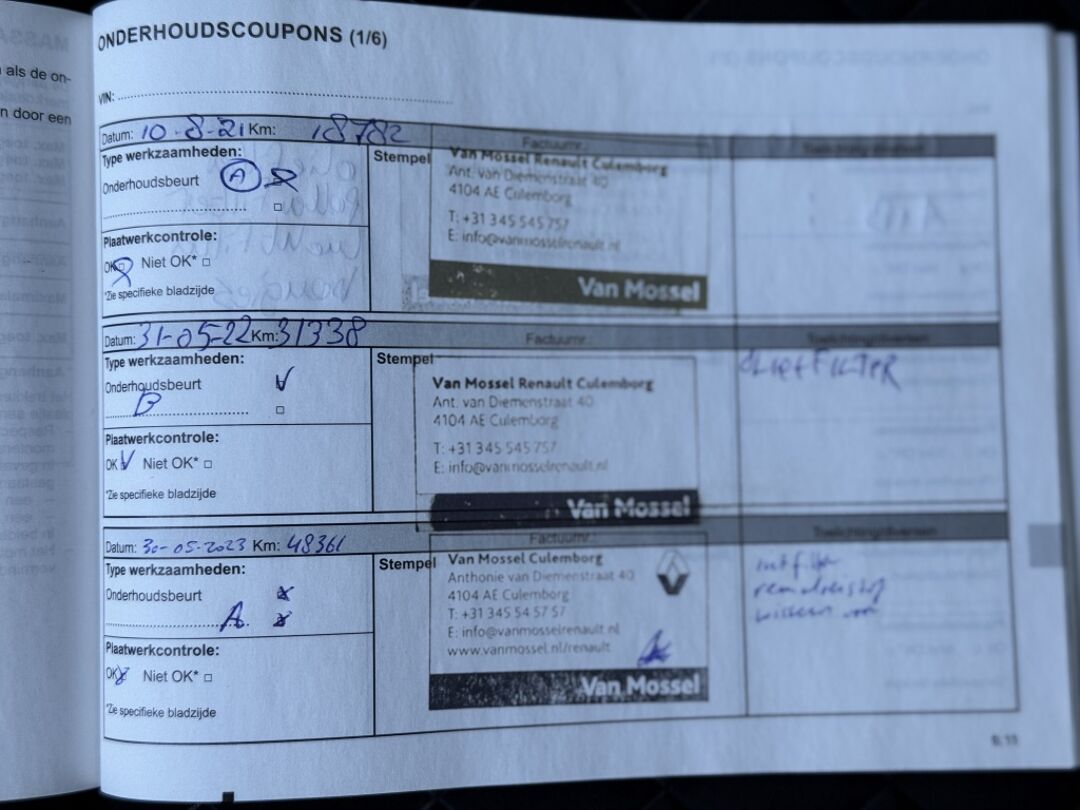 ONDERHOUDSCOUPONS (1/6)
als de on-
n door een
VIN:
Datum: 10-8-21 Km: 18782
Type werkzaamheden:
Onderhoudsbeurt A
Plaatwerkcontrole:
OK Niet OK*
*Zie specifieke bladzijde
Stempel
Factuurnr.:
Van Mossel Renault Culemborg
Ant. van Diemenstraat 40
4104 AE Culemborg
T: +31 345 545 757
E: info@vanmosselrenault.nl
Van Mossel
Datum: 31-05-22 Km: 31338
Type werkzaamheden:
Onderhoudsbeurt
B
Plaatwerkcontrole:
OK Niet OK*
*Zie specifieke bladzijde
Stempel
Factuurnr.:
Van Mossel Renault Culemborg
Ant. van Diemenstraat 40
4104 AE Culemborg
T: +31 345 545 757
E: info@vanmosselrenault.nl
Van Mossel
OLIEFILTER
Datum: 30-05-2023 Km: 48361
Type werkzaamheden:
Onderhoudsbeurt
A
Plaatwerkcontrole:
OK Niet OK*
*Zie specifieke bladzijde
Stempel
Factuurnr.:
Van Mossel Culemborg
Anthonie van Diemenstraat 40
4104 AE Culemborg
T: +31 345 54 57 57
E: info@vanmosselrenault.nl
www.vanmossel.nl/renault
Van Mossel
6.11